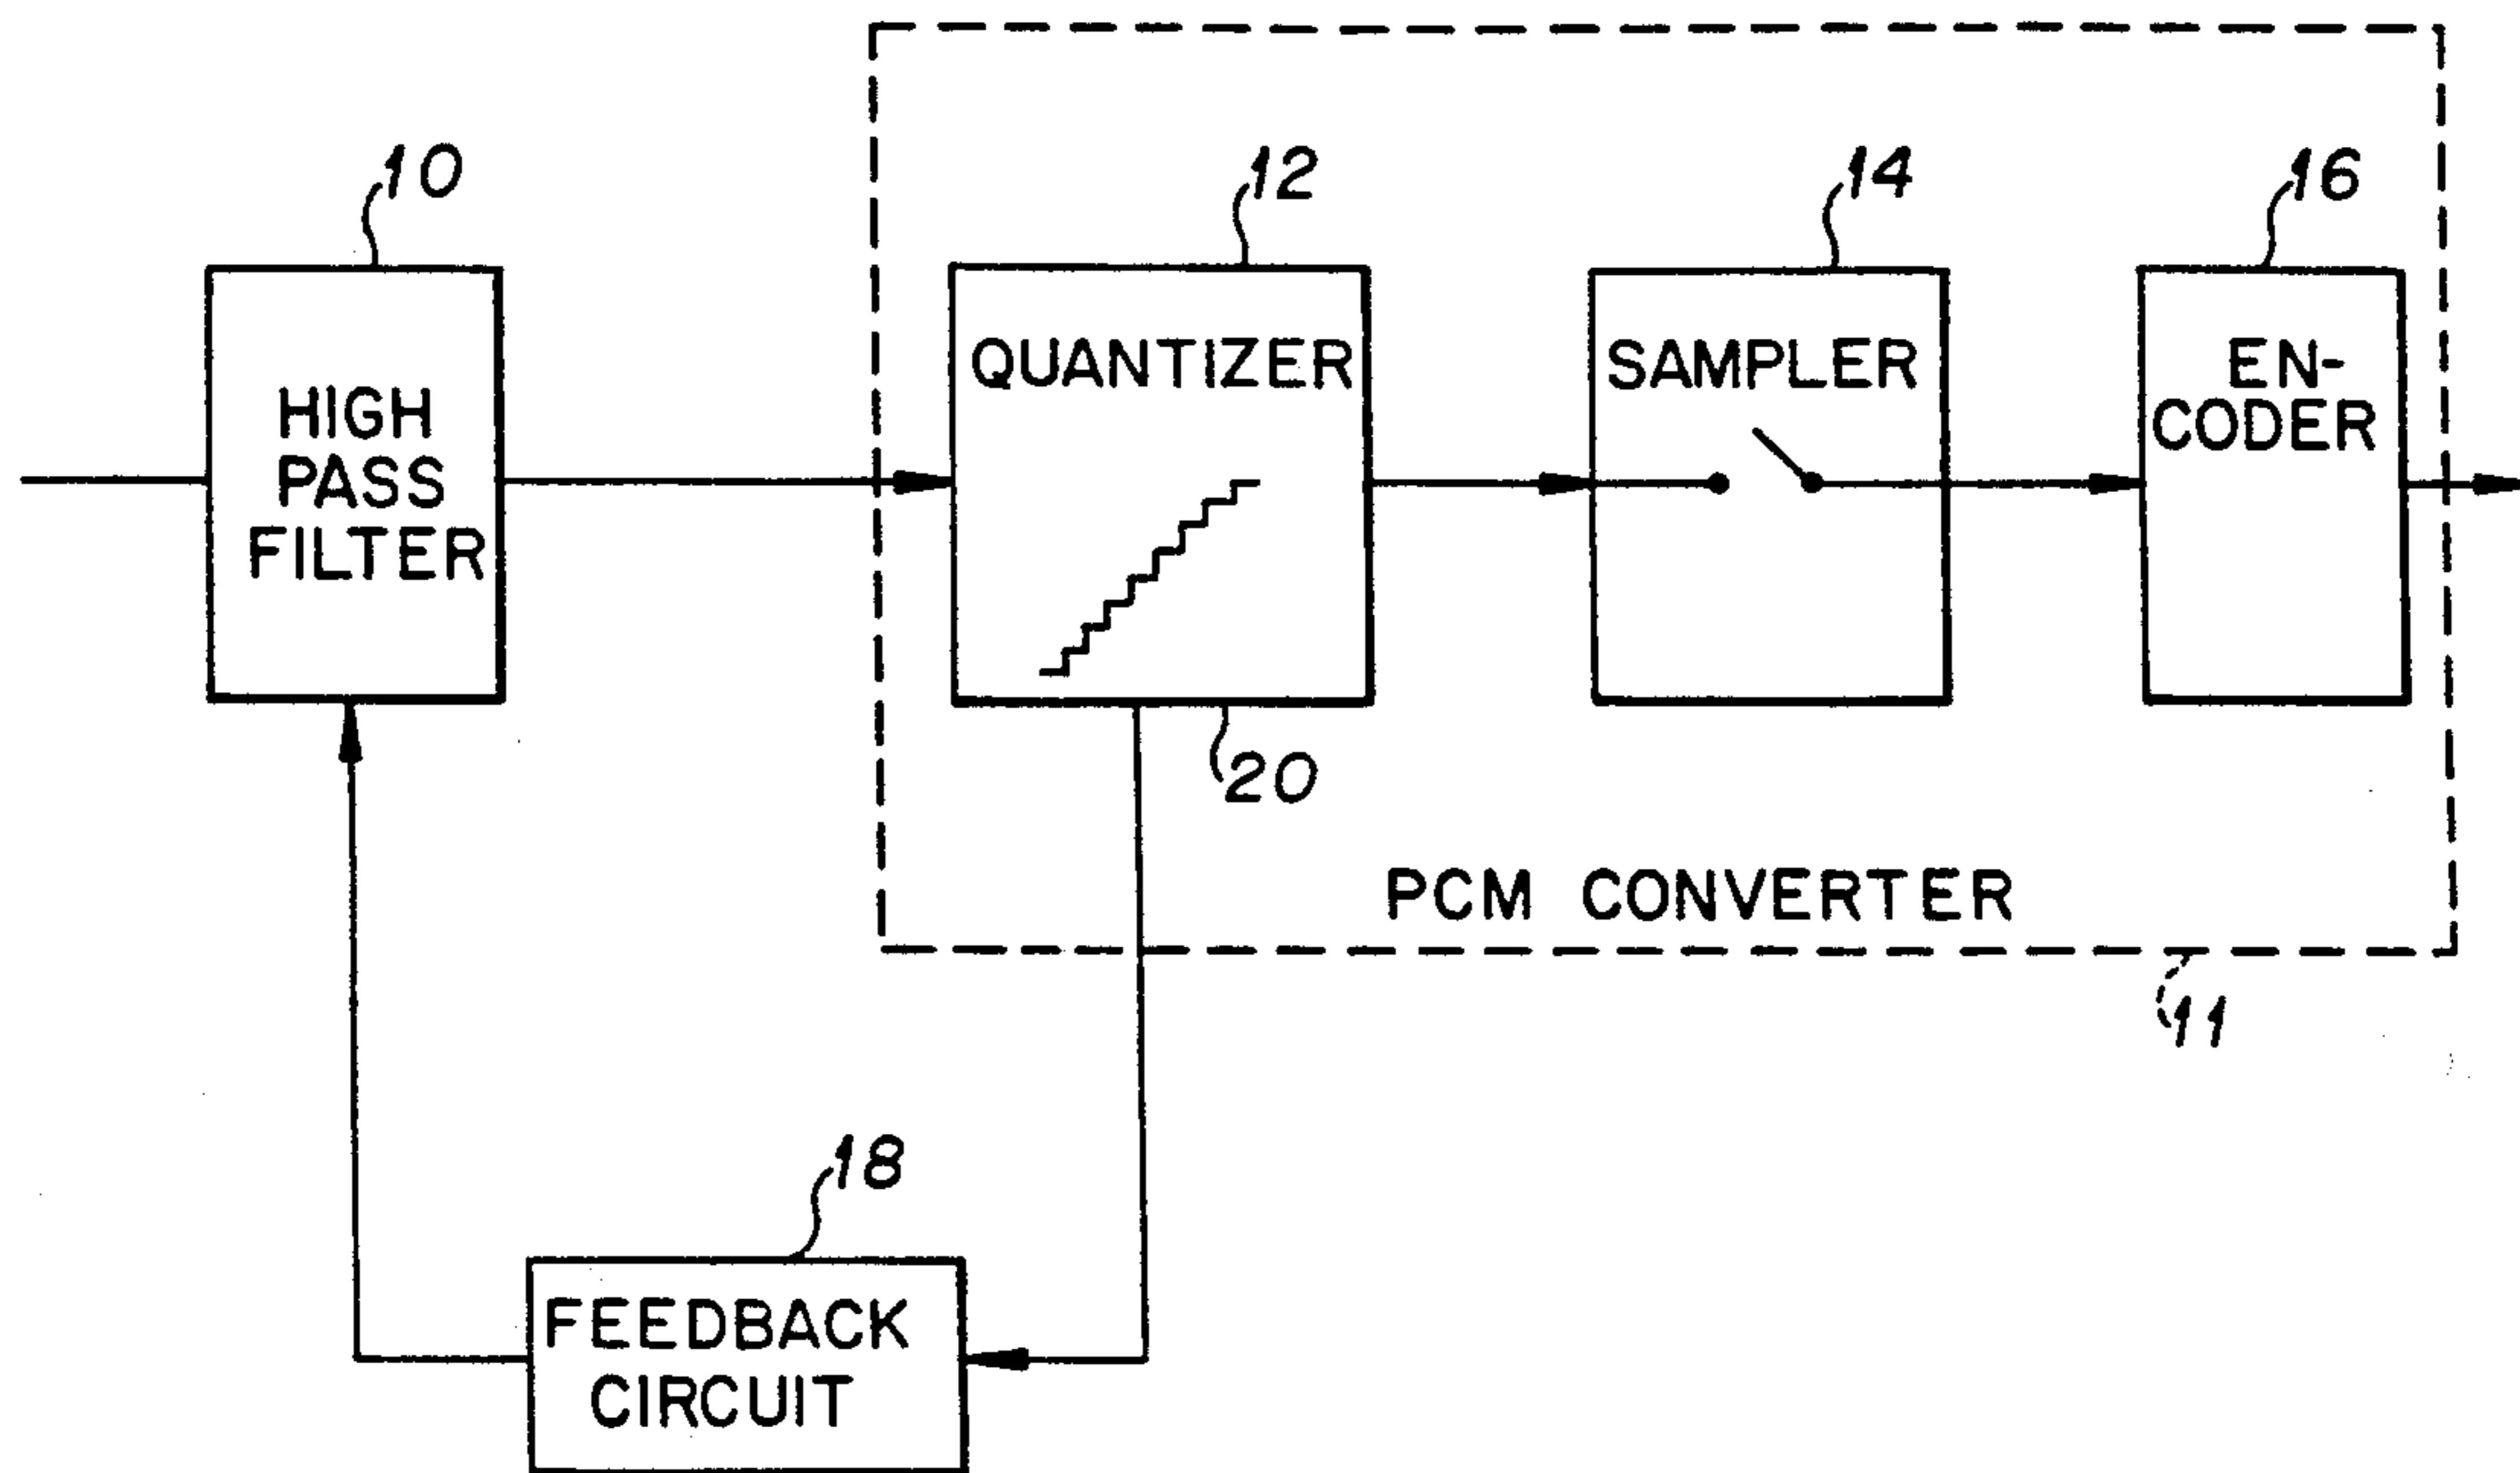 10
12
14
16
HIGH
PASS
FILTER
QUANTIZER
SAMPLER
EN-
CODER
20
PCM CONVERTER
11
18
FEEDBACK
CIRCUIT